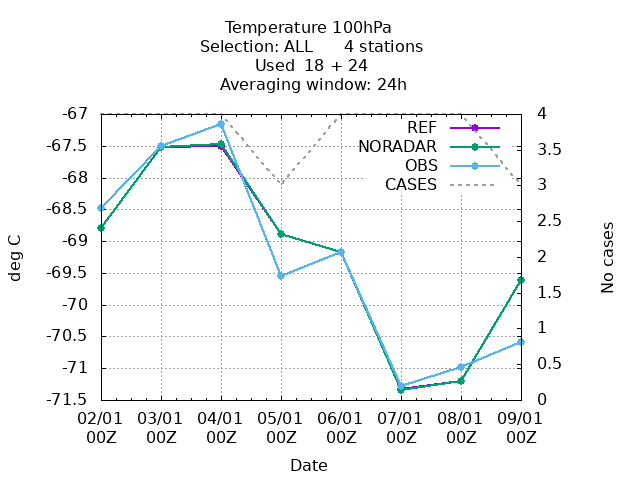 Temperature 100hPa
Selection: ALL      4 stations
Used  18 + 24
Averaging window: 24h
-67
-67.5
-68
-68.5
-69
-69.5
-70
-70.5
-71
-71.5
deg C
REF
NORADAR
OBS
CASES
4
3.5
3
2.5
2
1.5
1
0.5
0
No cases
02/01 03/01 04/01 05/01 06/01 07/01 08/01 09/01
00Z 00Z 00Z 00Z 00Z 00Z 00Z 00Z
Date